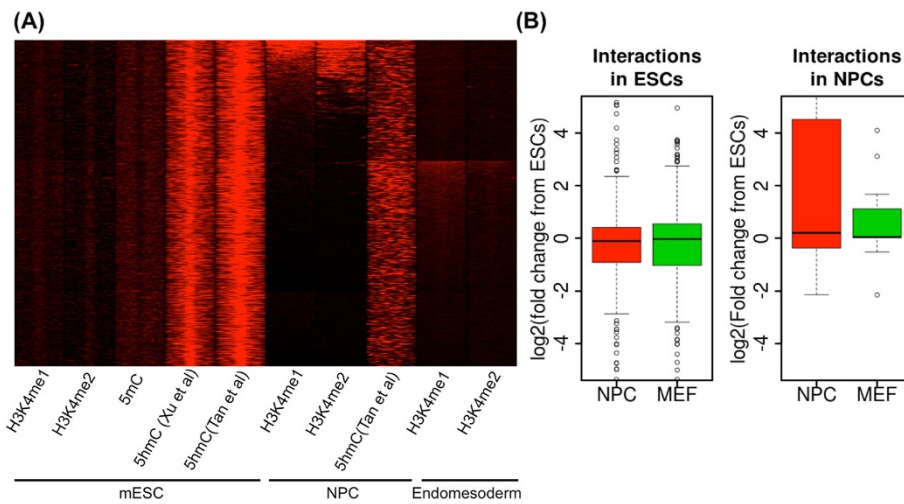 (A)
H3K4me1
H3K4me2
5mC
5hmC (Xu et al)
5hmC(Tan et al)
H3K4me1
H3K4me2
5hmC(Tan et al)
H3K4me1
H3K4me2
mESC
NPC
Endomesoderm
(B)
Interactions
in ESCs
log2(fold change from ESCs)
4
2
0
-2
-4
NPC
MEF
Interactions
in NPCs
log2(Fold change from ESCs)
4
2
0
-2
-4
NPC
MEF